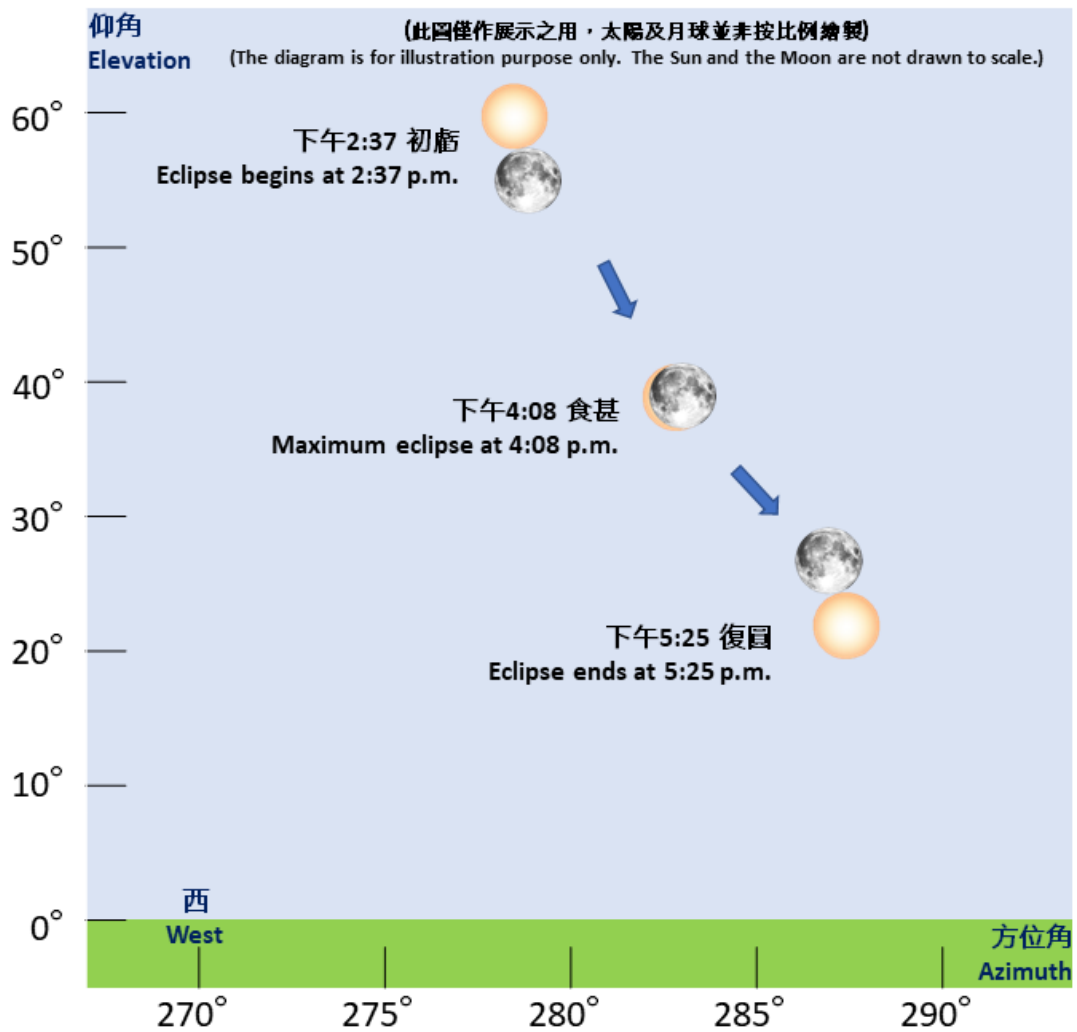 仰角
Elevation
(此圖僅作展示之用，太陽及月球並非按比例繪製)
(The diagram is for illustration purpose only.  The Sun and the Moon are not drawn to scale.)
60°
下午2:37 初虧
Eclipse begins at 2:37 p.m.
50°
40°
下午4:08 食甚
Maximum eclipse at 4:08 p.m.
30°
20°
下午5:25 復圓
Eclipse ends at 5:25 p.m.
10°
0°
西
West
方位角
Azimuth
270°
275°
280°
285°
290°